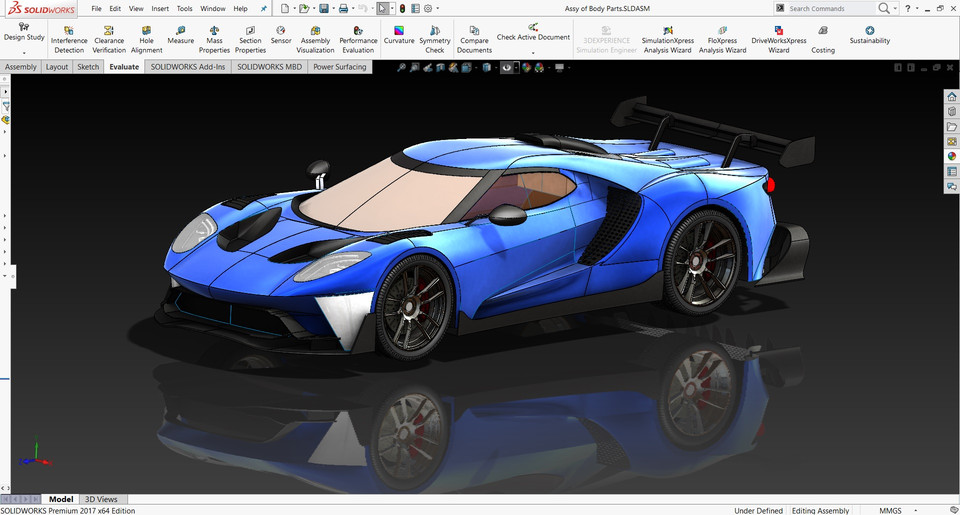 SOLIDWORKS File Edit View Insert Tools Window Help Assy of Body Parts.SLDASM Search Commands
Design Study
Interference Detection
Clearance Verification
Hole Alignment
Measure
Mass Properties
Section Properties
Sensor
Assembly Visualization
Performance Evaluation
Curvature
Symmetry Check
Compare Documents
Check Active Document
3DEXPERIENCE Simulation Engineer
SimulationXpress Analysis Wizard
FloXpress Analysis Wizard
DriveWorksXpress Wizard
Costing
Sustainability
Assembly Layout Sketch Evaluate SOLIDWORKS Add-Ins SOLIDWORKS MBD Power Surfacing
Model 3D Views
SOLIDWORKS Premium 2017 x64 Edition Under Defined Editing Assembly MMGS